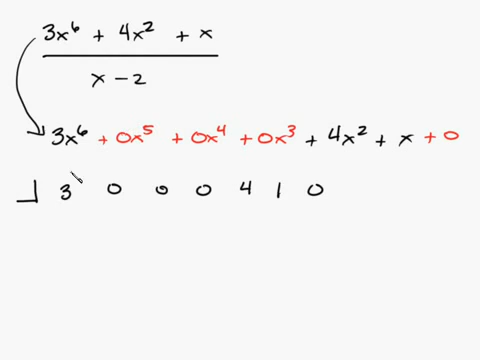 3x⁶ + 4x² + x
x - 2
3x⁶ + 0x⁵ + 0x⁴ + 0x³ + 4x² + x + 0
3 0 0 0 4 1 0